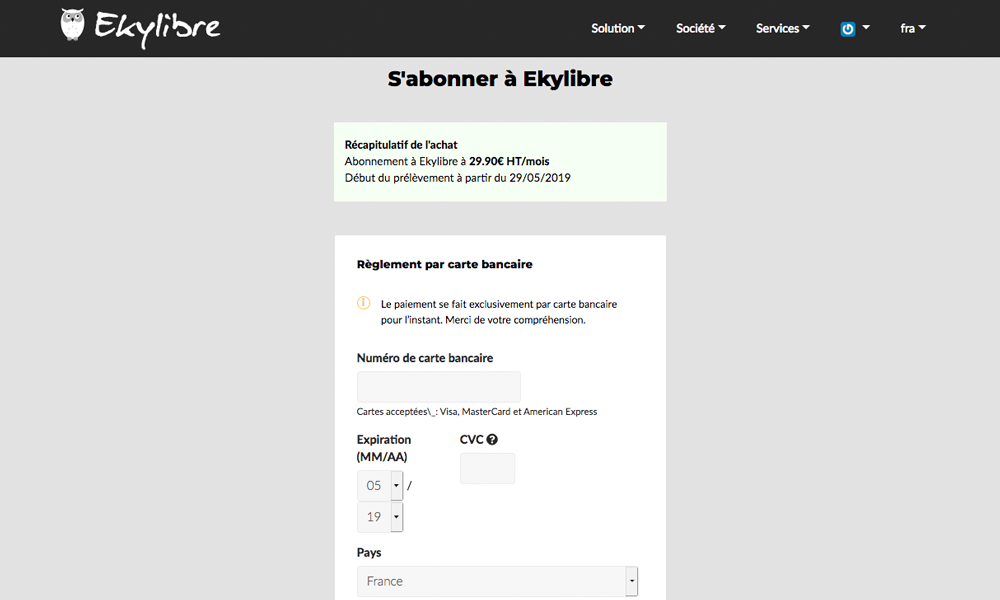 Ekylibre
Solution Société Services fra
S'abonner à Ekylibre
Récapitulatif de l'achat
Abonnement à Ekylibre à 29.90€ HT/mois
Début du prélèvement à partir du 29/05/2019
Règlement par carte bancaire
Le paiement se fait exclusivement par carte bancaire
pour l'instant. Merci de votre compréhension.
Numéro de carte bancaire
Cartes acceptées\_: Visa, MasterCard et American Express
Expiration
(MM/AA)
CVC ?
05 /
19
Pays
France